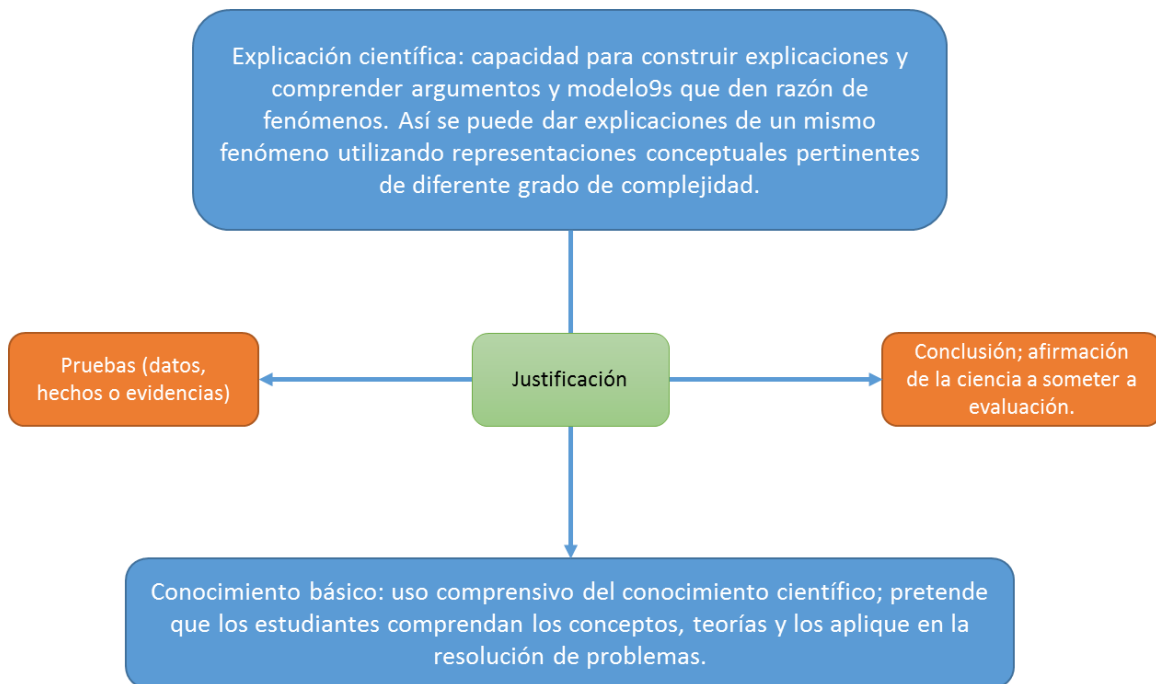 Explicación científica: capacidad para construir explicaciones y
comprender argumentos y modelo9s que den razón de
fenómenos. Así se puede dar explicaciones de un mismo
fenómeno utilizando representaciones conceptuales pertinentes
de diferente grado de complejidad.
Pruebas (datos,
hechos o evidencias)
Justificación
Conclusión; afirmación
de la ciencia a someter a
evaluación.
Conocimiento básico: uso comprensivo del conocimiento científico; pretende
que los estudiantes comprendan los conceptos, teorías y los aplique en la
resolución de problemas.